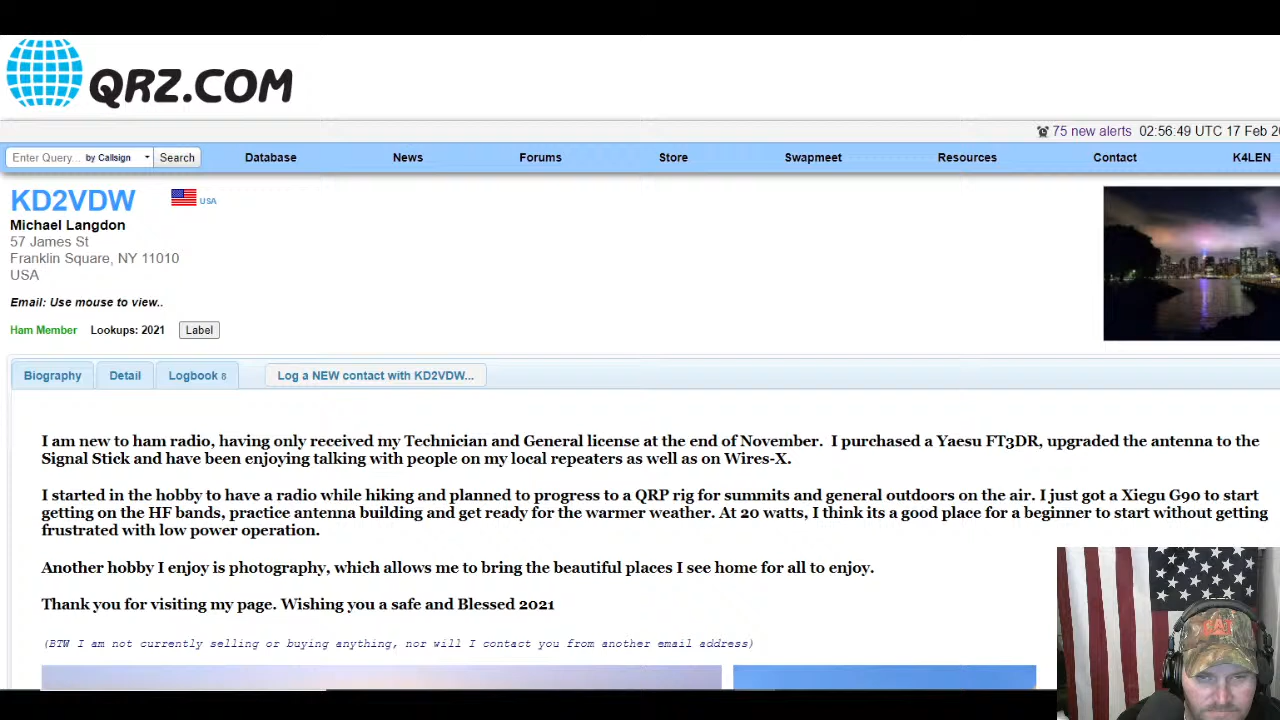 QRZ.COM
75 new alerts 02:56:49 UTC 17 Feb 20
Enter Query... by Callsign Search Database News Forums Store Swapmeet Resources Contact K4LEN
KD2VDW USA
Michael Langdon
57 James St
Franklin Square, NY 11010
USA
Email: Use mouse to view..
Ham Member Lookups: 2021 Label
Biography Detail Logbook 8 Log a NEW contact with KD2VDW...
I am new to ham radio, having only received my Technician and General license at the end of November. I purchased a Yaesu FT3DR, upgraded the antenna to the
Signal Stick and have been enjoying talking with people on my local repeaters as well as on Wires-X.
I started in the hobby to have a radio while hiking and planned to progress to a QRP rig for summits and general outdoors on the air. I just got a Xiegu G90 to start
getting on the HF bands, practice antenna building and get ready for the warmer weather. At 20 watts, I think its a good place for a beginner to start without getting
frustrated with low power operation.
Another hobby I enjoy is photography, which allows me to bring the beautiful places I see home for all to enjoy.
Thank you for visiting my page. Wishing you a safe and Blessed 2021
(BTW I am not currently selling or buying anything, nor will I contact you from another email address)